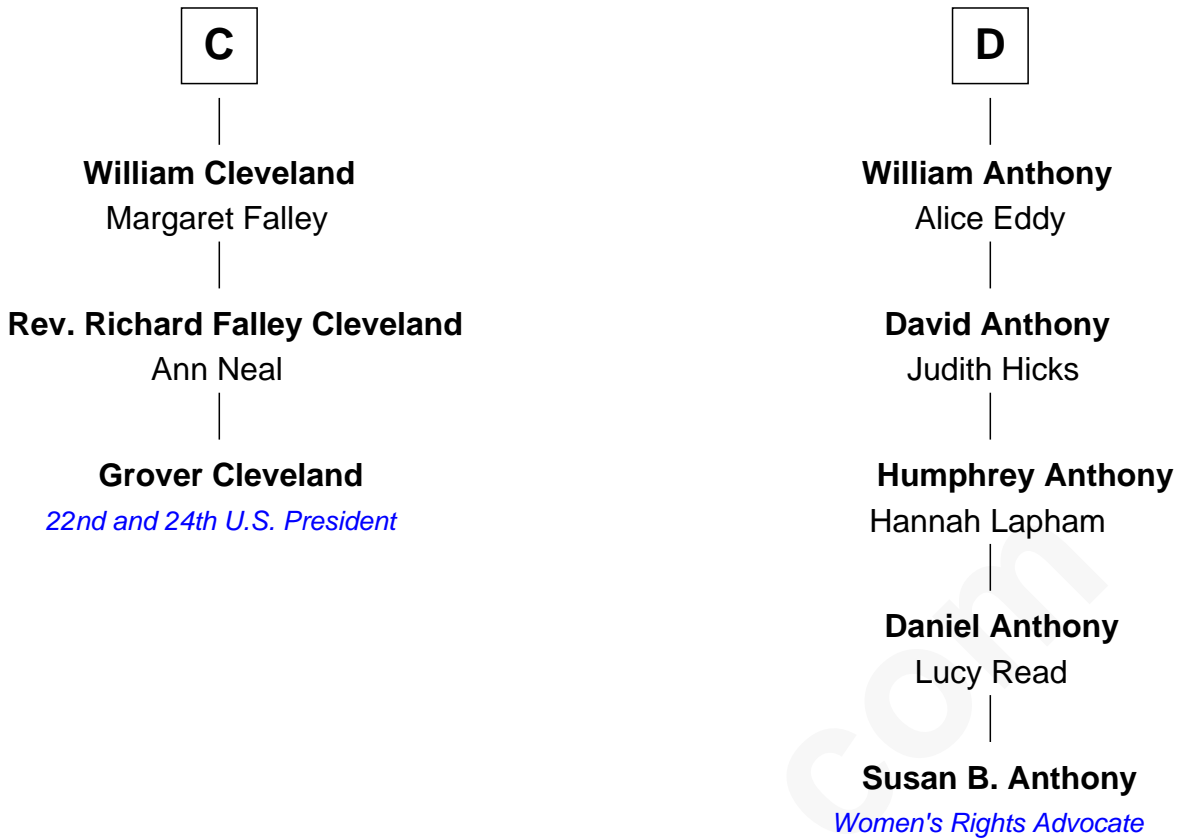 C
William Cleveland
Margaret Falley
Rev. Richard Falley Cleveland
Ann Neal
Grover Cleveland
22nd and 24th U.S. President
D
William Anthony
Alice Eddy
David Anthony
Judith Hicks
Humphrey Anthony
Hannah Lapham
Daniel Anthony
Lucy Read
Susan B. Anthony
Women's Rights Advocate
com